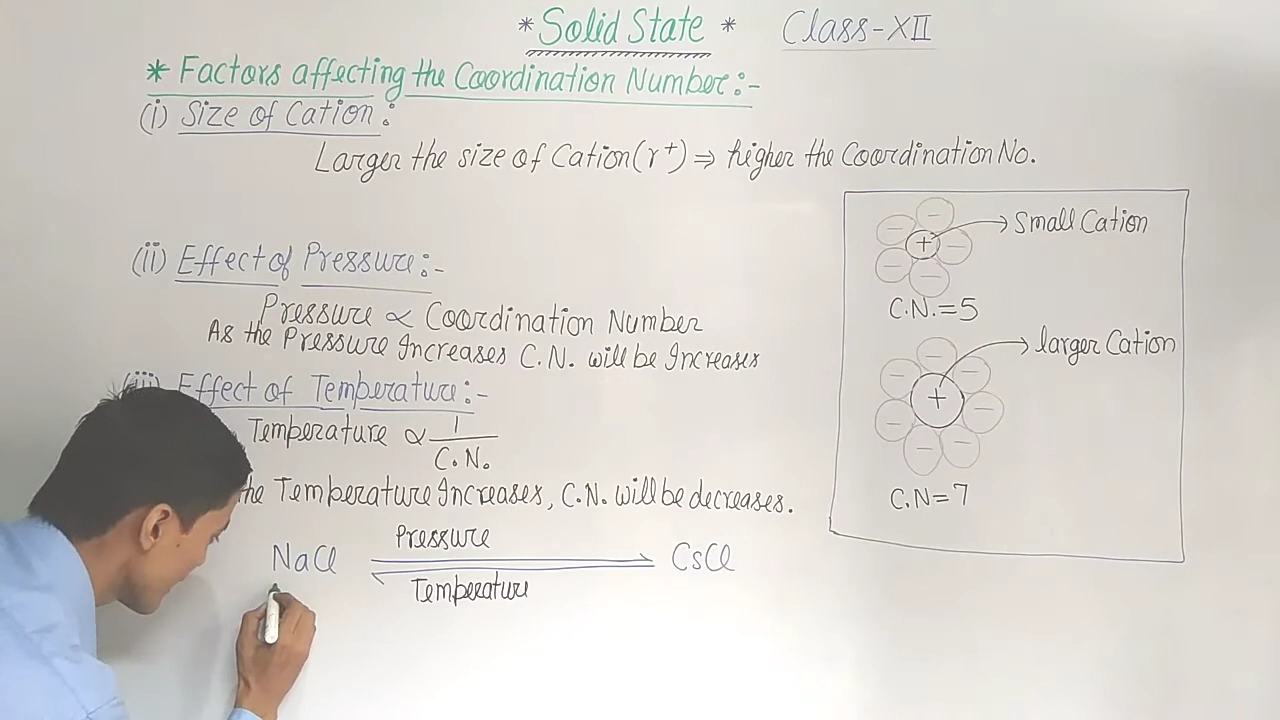 * Solid State * Class-XII
* Factors affecting the Coordination Number:-
(i) Size of Cation:
Larger the size of Cation(r+) ⇒ higher the Coordination No.
(ii) Effect of Pressure:-
Pressure ∝ Coordination Number
As the Pressure Increases C.N. will be Increases
(iii) Effect of Temperature:-
Temperature ∝ 1
C.N.
the Temperature Increases, C.N. will be decreases.
Pressure
NaCl ⇌ CsCl
Temperature
− − − − −
+ → Small Cation
C.N.=5
− − − − − − −
+ → larger Cation
C.N=7